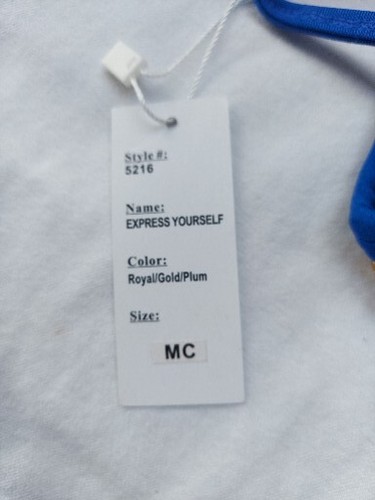 Style #:
5216
Name:
EXPRESS YOURSELF
Color:
Royal/Gold/Plum
Size:
MC